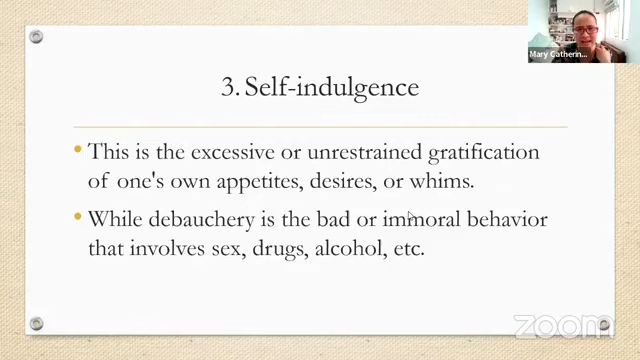 Mary Catherin...
3. Self-indulgence
• This is the excessive or unrestrained gratification
of one's own appetites, desires, or whims.
• While debauchery is the bad or immoral behavior
that involves sex, drugs, alcohol, etc.
zoom